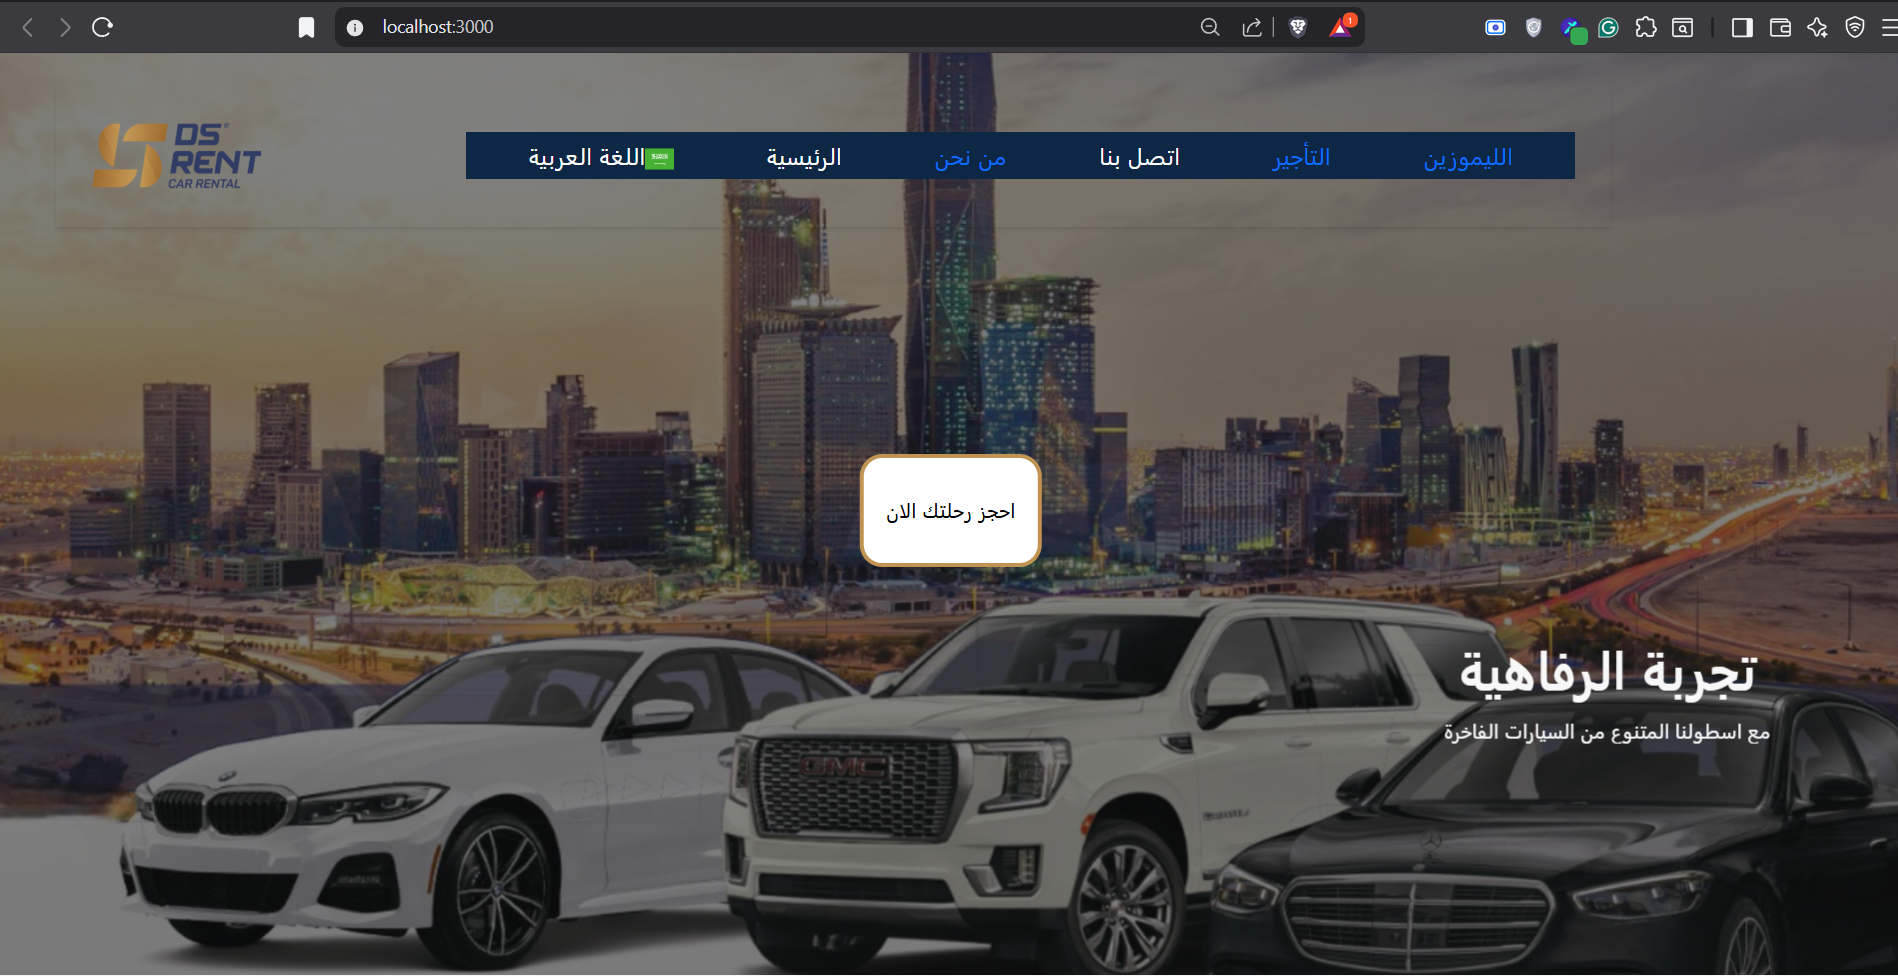 localhost:3000
1
DS®
RENT
CAR RENTAL
اللغة العربية
الرئيسية
من نحن
اتصل بنا
التأجير
الليموزين
احجز رحلتك الان
تجربة الرفاهية
مع اسطولنا المتنوع من السيارات الفاخرة
GMC